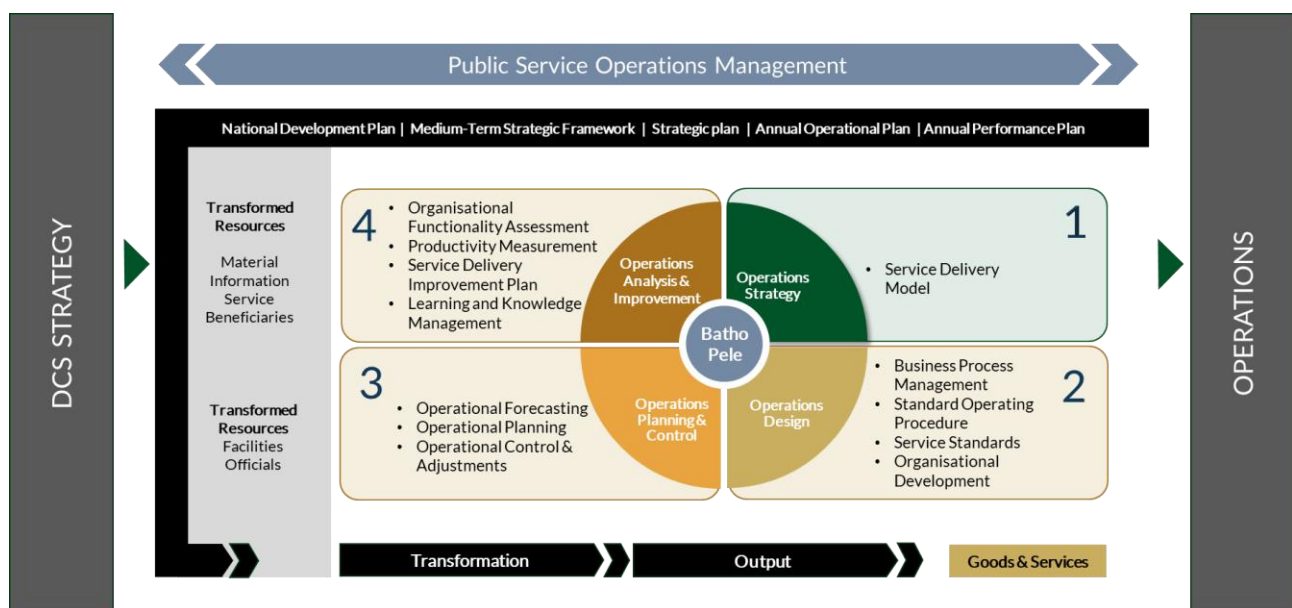 DCS STRATEGY
Public Service Operations Management
National Development Plan | Medium-Term Strategic Framework | Strategic plan | Annual Operational Plan | Annual Performance Plan
Transformed
Resources
Material
Information
Service
Beneficiaries
Transformed
Resources
Facilities
Officials
4
• Organisational
Functionality Assessment
• Productivity Measurement
• Service Delivery
Improvement Plan
• Learning and Knowledge
Management
Operations
Analysis &
Improvement
Operations
Strategy
1
• Service Delivery
Model
Batho
Pele
3
• Operational Forecasting
• Operational Planning
• Operational Control &
Adjustments
Operations
Planning &
Control
Operations
Design
2
• Business Process
Management
• Standard Operating
Procedure
• Service Standards
• Organisational
Development
Transformation
Output
Goods & Services
OPERATIONS